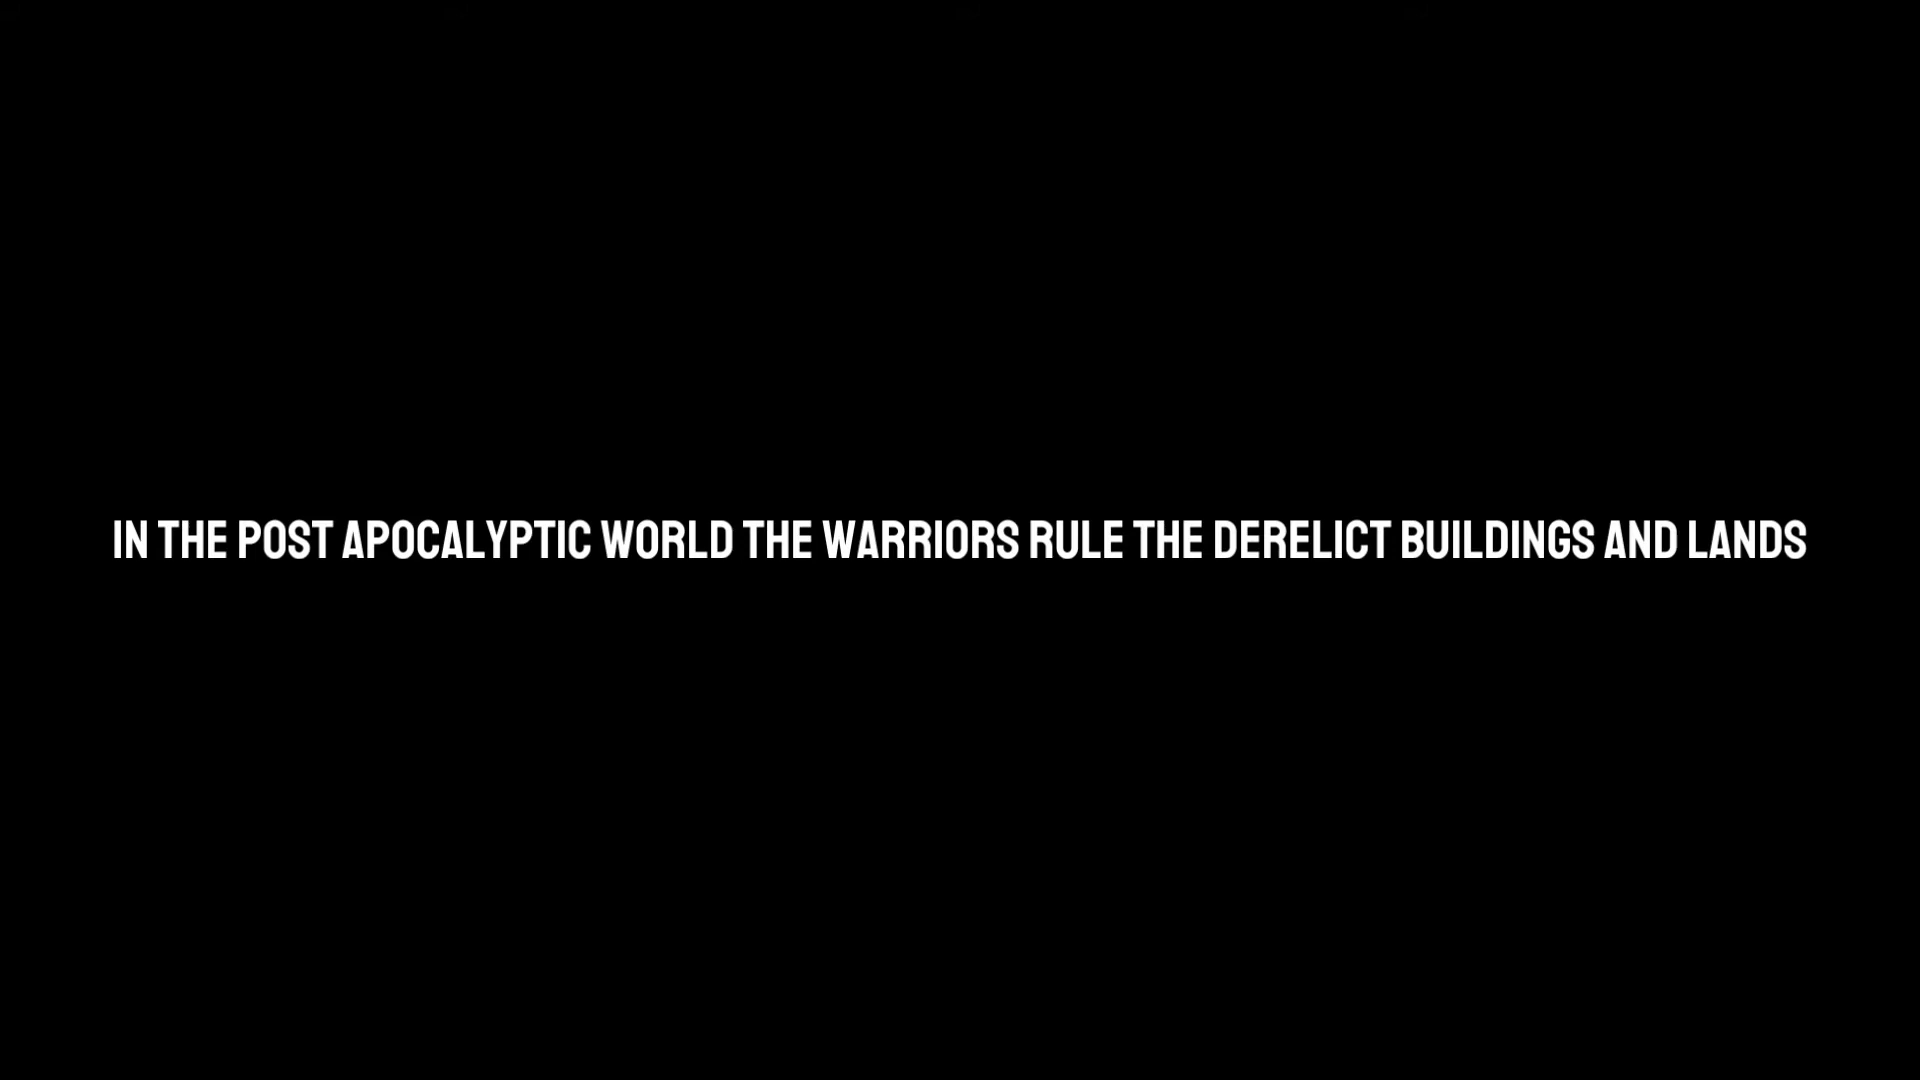 IN THE POST APOCALYPTIC WORLD THE WARRIORS RULE THE DERELICT BUILDINGS AND LANDS